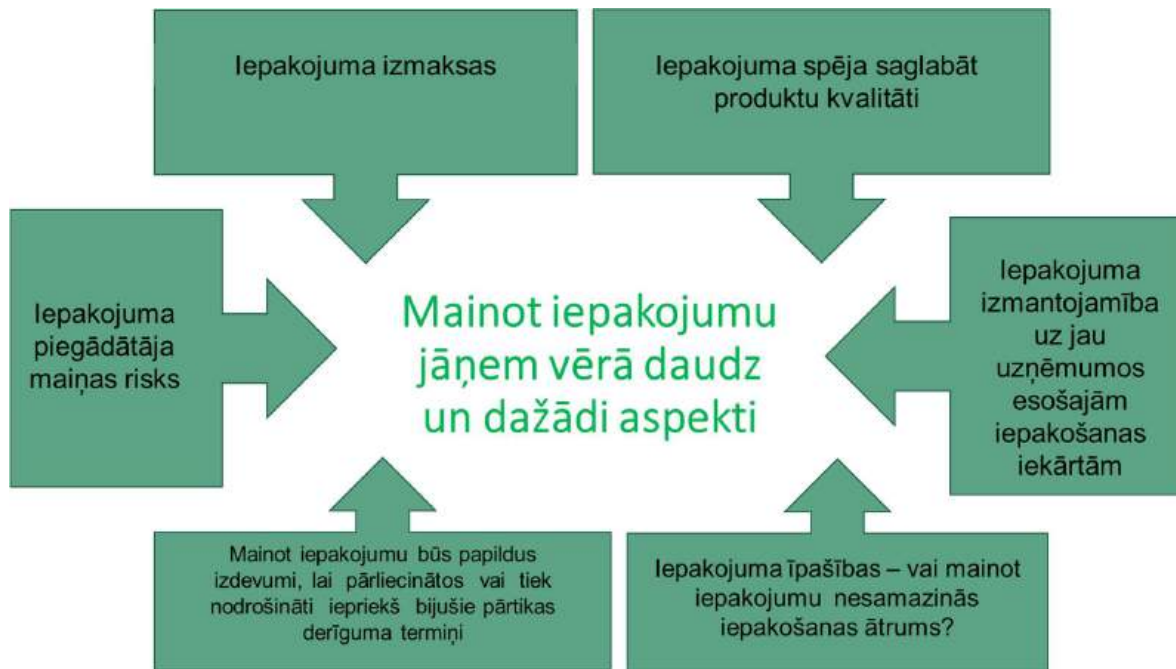 Iepakojuma izmaksas
Iepakojuma spēja saglabāt
produktu kvalitāti
Iepakojuma
piegādātāja
maiņas risks
Mainot iepakojumu
jāņem vērā daudz
un dažādi aspekti
Iepakojuma
izmantojamība
uz jau
uzņēmumos
esošajām
iepakošanas
iekārtām
Mainot iepakojumu būs papildus
izdevumi, lai pārliecinātos vai tiek
nodrošināti iepriekš bijušie pārtikas
derīguma termiņi
Iepakojuma īpašības – vai mainot
iepakojumu nesamazinās
iepakošanas ātrums?